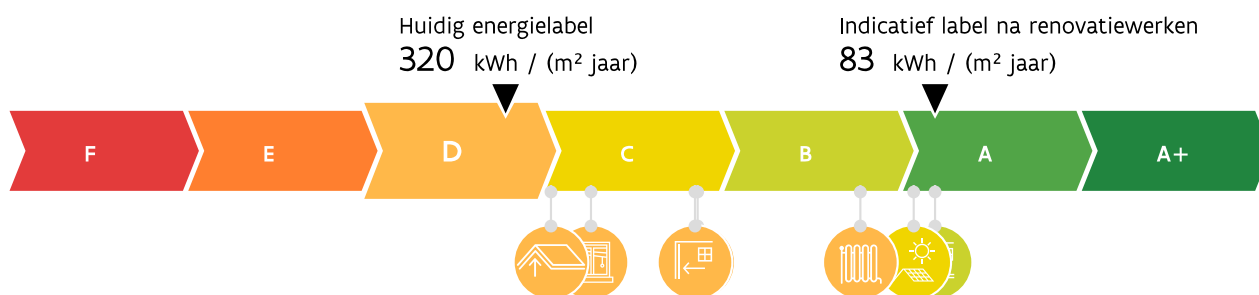 Huidig energielabel
320 kWh / (m² jaar)
Indicatief label na renovatiewerken
83 kWh / (m² jaar)
F
E
D
C
B
A
A+